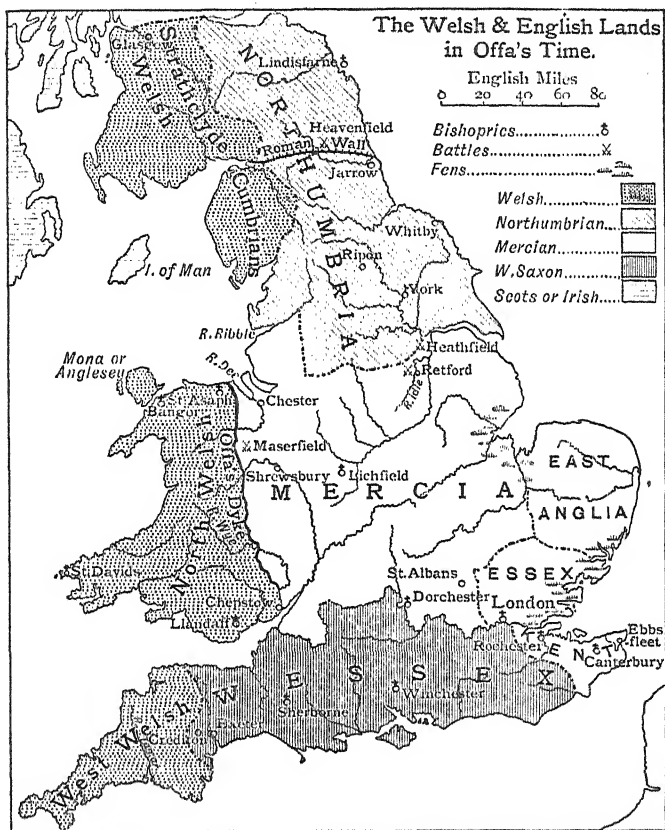 The Welsh & English Lands
in Offa's Time.
English Miles
0 20 40 60 80
Bishoprics
Battles
Fens
Welsh
Northumbrian
Mercian
W. Saxon
Scots or Irish
Glasgow
Strathclyde
Welsh
NORTHUMBRIA
Lindisfarne
Heavenfield
Roman Wall
Jarrow
Cumbrians
Whitby
Ripon
York
I. of Man
R. Ribble
Heathfield
Retford
R. Idle
Mona or
Anglesey
R. Dee
St Asaph
Bangor
Chester
Offa's Dyke
North Welsh
R. Wye
Maserfield
Shrewsbury
Lichfield
MERCIA
EAST
ANGLIA
St. Davids
Chepstow
Llandaff
St. Albans
Dorchester
ESSEX
London
Rochester
KENT
Ebbs
fleet
Canterbury
WESSEX
Winchester
Sherborne
Exeter
Crediton
West Welsh